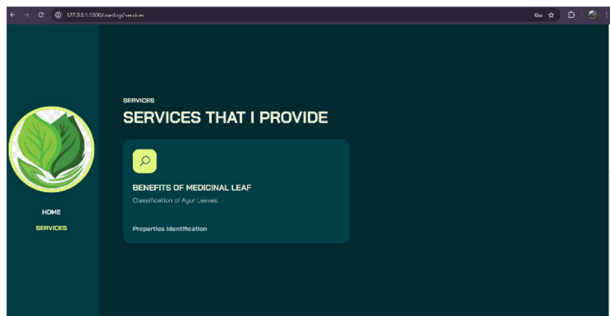 SERVICES
SERVICES THAT I PROVIDE
BENEFITS OF MEDICINAL LEAF
Classification of Ayur Leaves.
Properties Identification
HOME
SERVICES